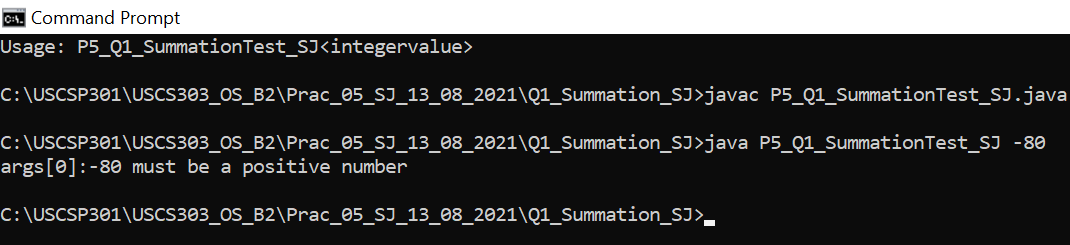 Command Prompt
Usage: P5_Q1_SummationTest_SJ<integervalue>
C:\USCSP301\USCS303_OS_B2\Prac_05_SJ_13_08_2021\Q1_Summation_SJ>javac P5_Q1_SummationTest_SJ.java
C:\USCSP301\USCS303_OS_B2\Prac_05_SJ_13_08_2021\Q1_Summation_SJ>java P5_Q1_SummationTest_SJ -80
args[0]:-80 must be a positive number
C:\USCSP301\USCS303_OS_B2\Prac_05_SJ_13_08_2021\Q1_Summation_SJ>